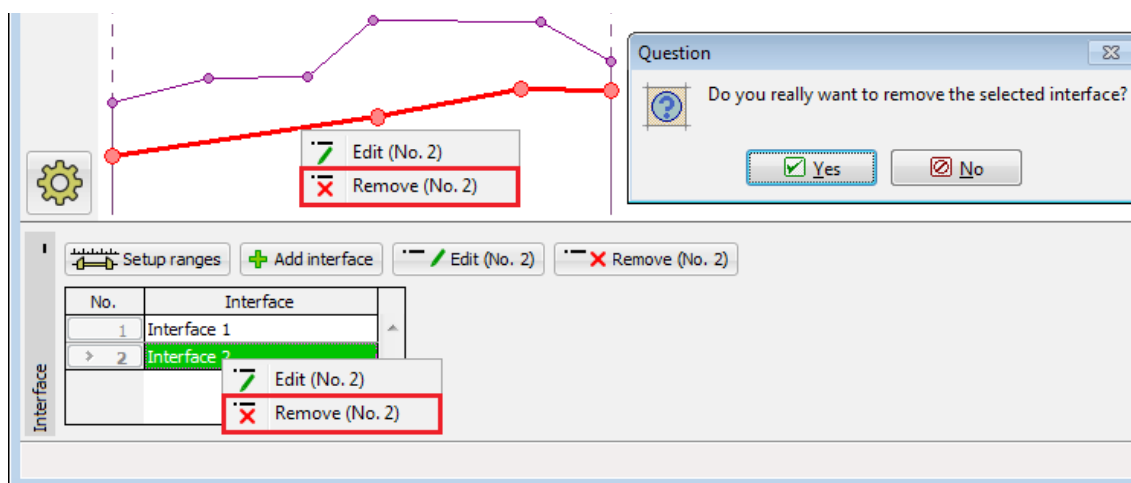 Question
Do you really want to remove the selected interface?
Yes
No
Edit (No. 2)
Remove (No. 2)
Setup ranges
Add interface
Edit (No. 2)
Remove (No. 2)
No.
Interface
1
Interface 1
2
Interface 2
Edit (No. 2)
Remove (No. 2)
Interface